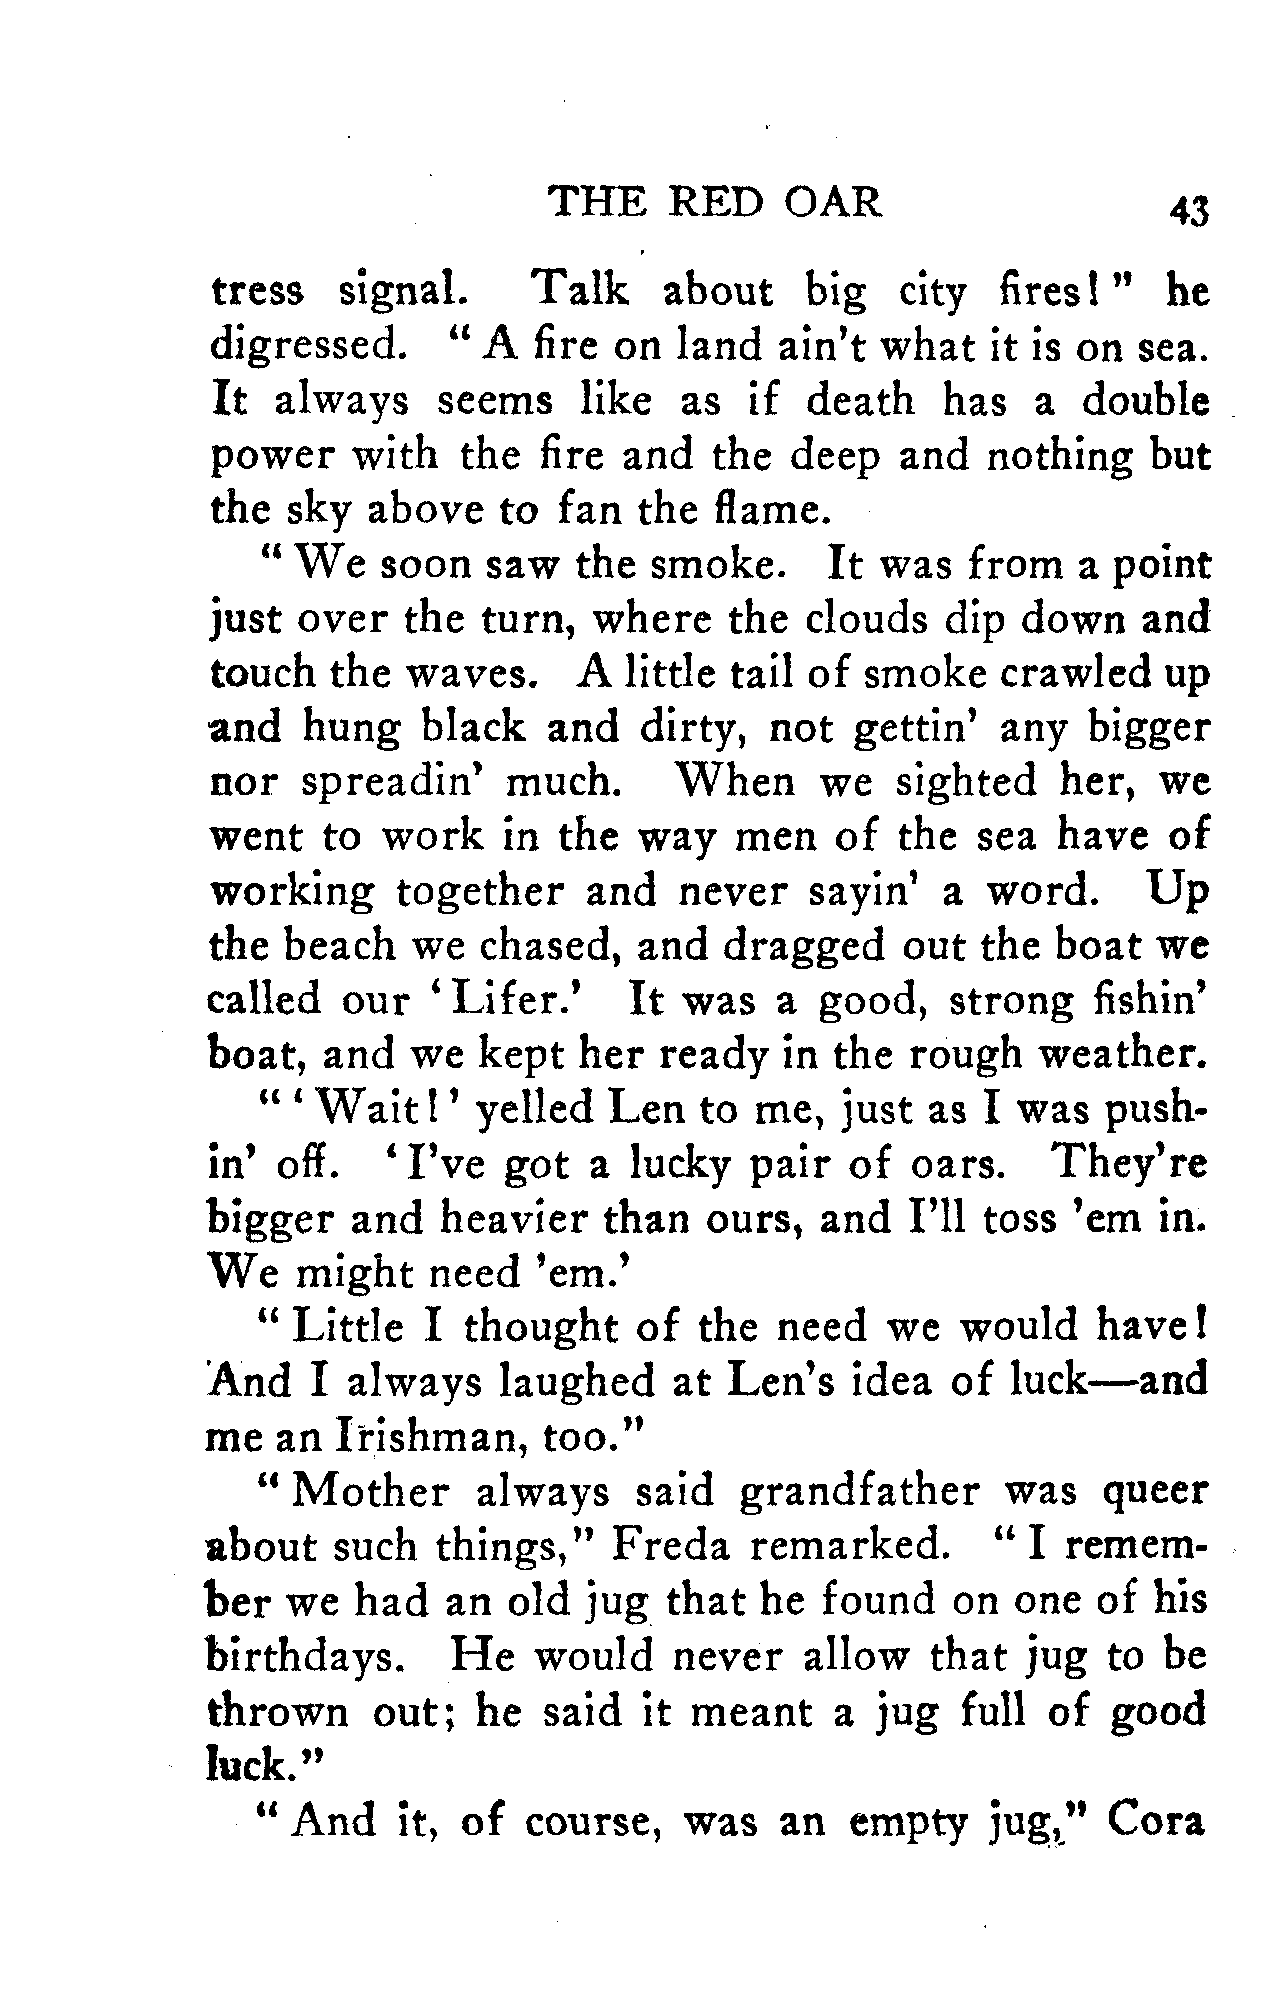 THE RED OAR 43
tress signal. Talk about big city fires!" he
digressed. "A fire on land ain't what it is on sea.
It always seems like as if death has a double
power with the fire and the deep and nothing but
the sky above to fan the flame.
"We soon saw the smoke. It was from a point
just over the turn, where the clouds dip down and
touch the waves. A little tail of smoke crawled up
and hung black and dirty, not gettin' any bigger
nor spreadin' much. When we sighted her, we
went to work in the way men of the sea have of
working together and never sayin' a word. Up
the beach we chased, and dragged out the boat we
called our 'Lifer.' It was a good, strong fishin'
boat, and we kept her ready in the rough weather.
"'Wait!' yelled Len to me, just as I was push-
in' off. 'I've got a lucky pair of oars. They're
bigger and heavier than ours, and I'll toss 'em in.
We might need 'em.'
"Little I thought of the need we would have!
And I always laughed at Len's idea of luck—and
me an Irishman, too."
"Mother always said grandfather was queer
about such things," Freda remarked. "I remem-
ber we had an old jug that he found on one of his
birthdays. He would never allow that jug to be
thrown out; he said it meant a jug full of good
luck."
"And it, of course, was an empty jug," Cora